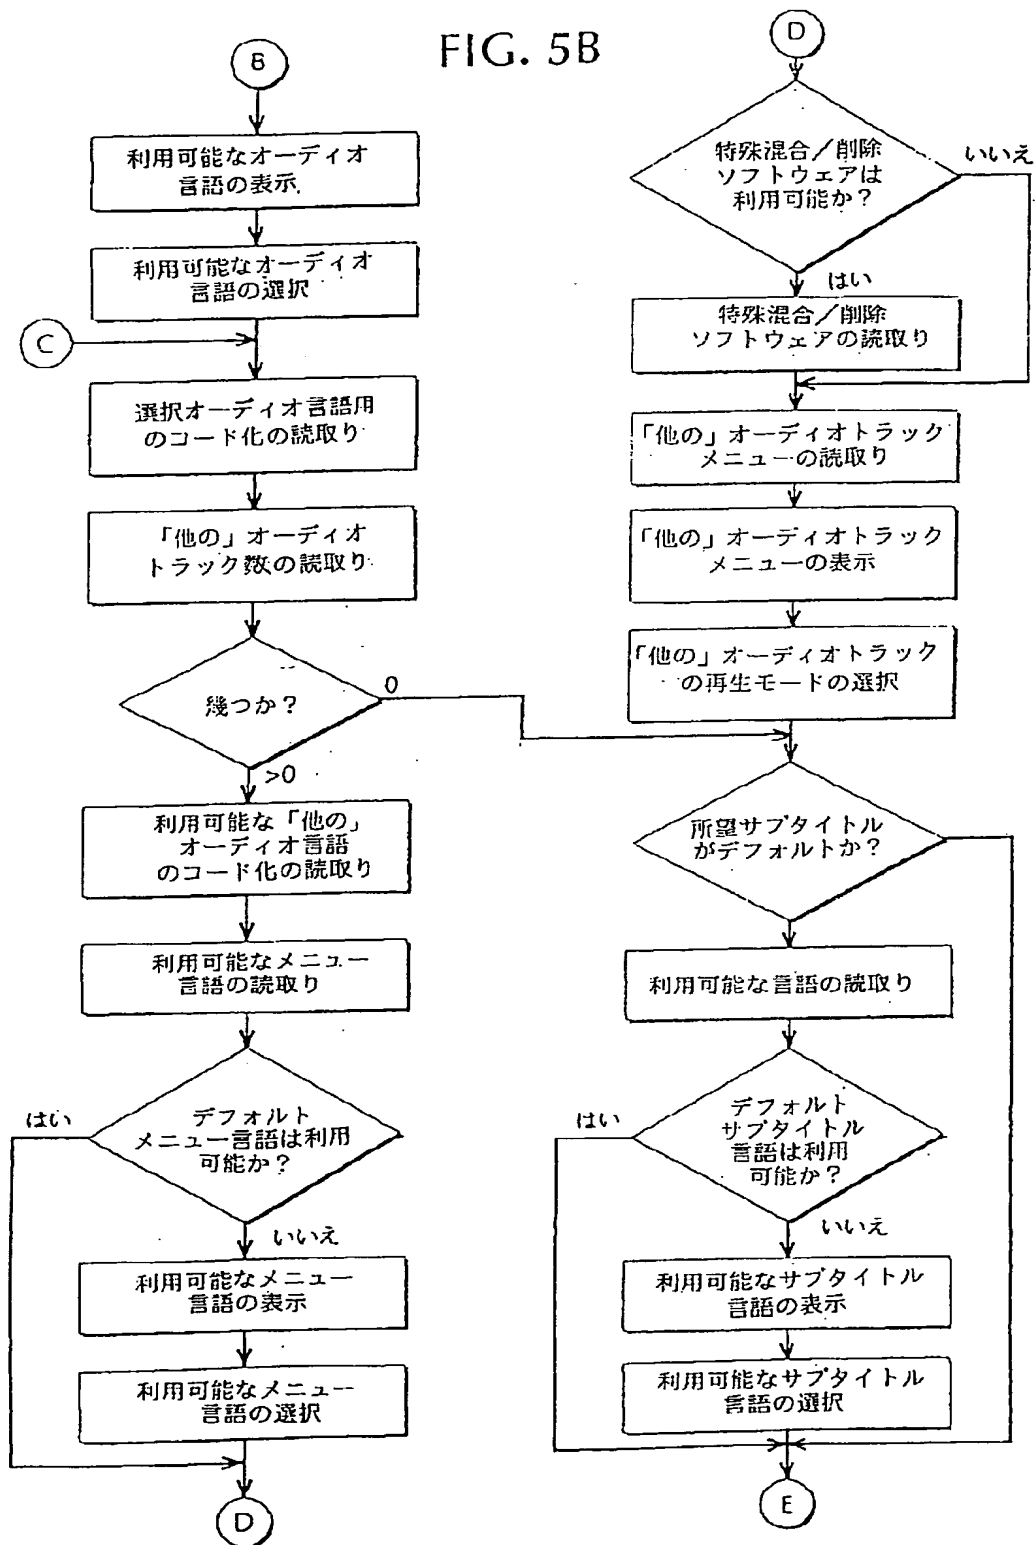 FIG. 5B
B
利用可能なオーディオ
言語の表示
利用可能なオーディオ
言語の選択
C
選択オーディオ言語用
のコード化の読取り
「他の」オーディオ
トラック数の読取り
幾つか?
0
>0
利用可能な「他の」
オーディオ言語
のコード化の読取り
利用可能なメニュー
言語の読取り
デフォルト
メニュー言語は利用
可能か?
はい
いいえ
利用可能なメニュー
言語の表示
利用可能なメニュー
言語の選択
D
D
特殊混合/削除
ソフトウェアは
利用可能か?
いいえ
はい
特殊混合/削除
ソフトウェアの読取り
「他の」オーディオトラック
メニューの読取り
「他の」オーディオトラック
メニューの表示
「他の」オーディオトラック
の再生モードの選択
所望サブタイトル
がデフォルトか?
利用可能な言語の読取り
デフォルト
サブタイトル
言語は利用
可能か?
はい
いいえ
利用可能なサブタイトル
言語の表示
利用可能なサブタイトル
言語の選択
E